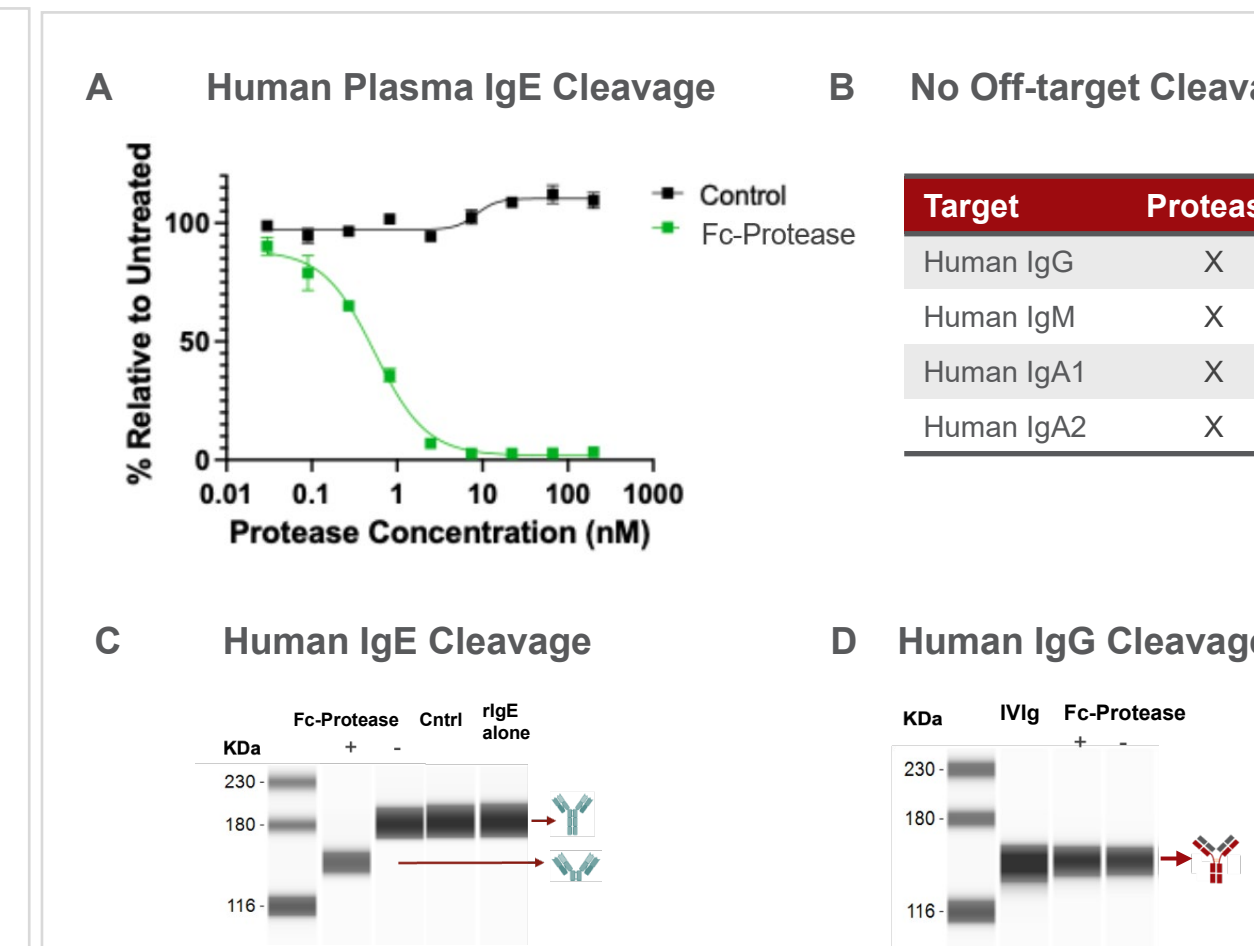 A Human Plasma IgE Cleavage
% Relative to Untreated
100
50
0
0.01 0.1 1 10 100 1000
Protease Concentration (nM)
Control
Fc-Protease
B No Off-target Cleava
Target Proteas
Human IgG X
Human IgM X
Human IgA1 X
Human IgA2 X
C Human IgE Cleavage
Fc-Protease Cntrl rIgE alone
KDa + -
230 -
180 -
116 -
D Human IgG Cleavage
KDa IVIg Fc-Protease
+ -
230 -
180 -
116 -